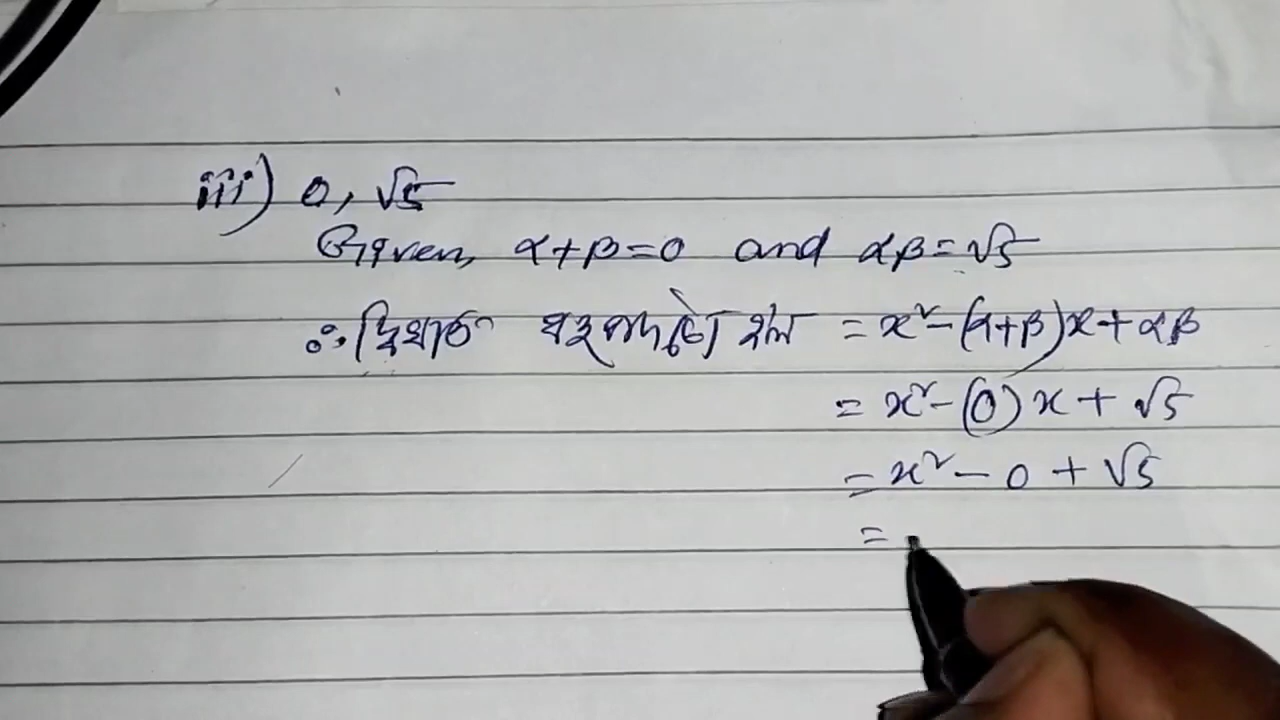 iii) 0, √5
Given, α+β=0 and αβ=√5
∴ দ্বিঘাত বহুপদটো হ'ল = x²-(α+β)x+αβ
= x²-(0)x+√5
= x²-0+√5
=